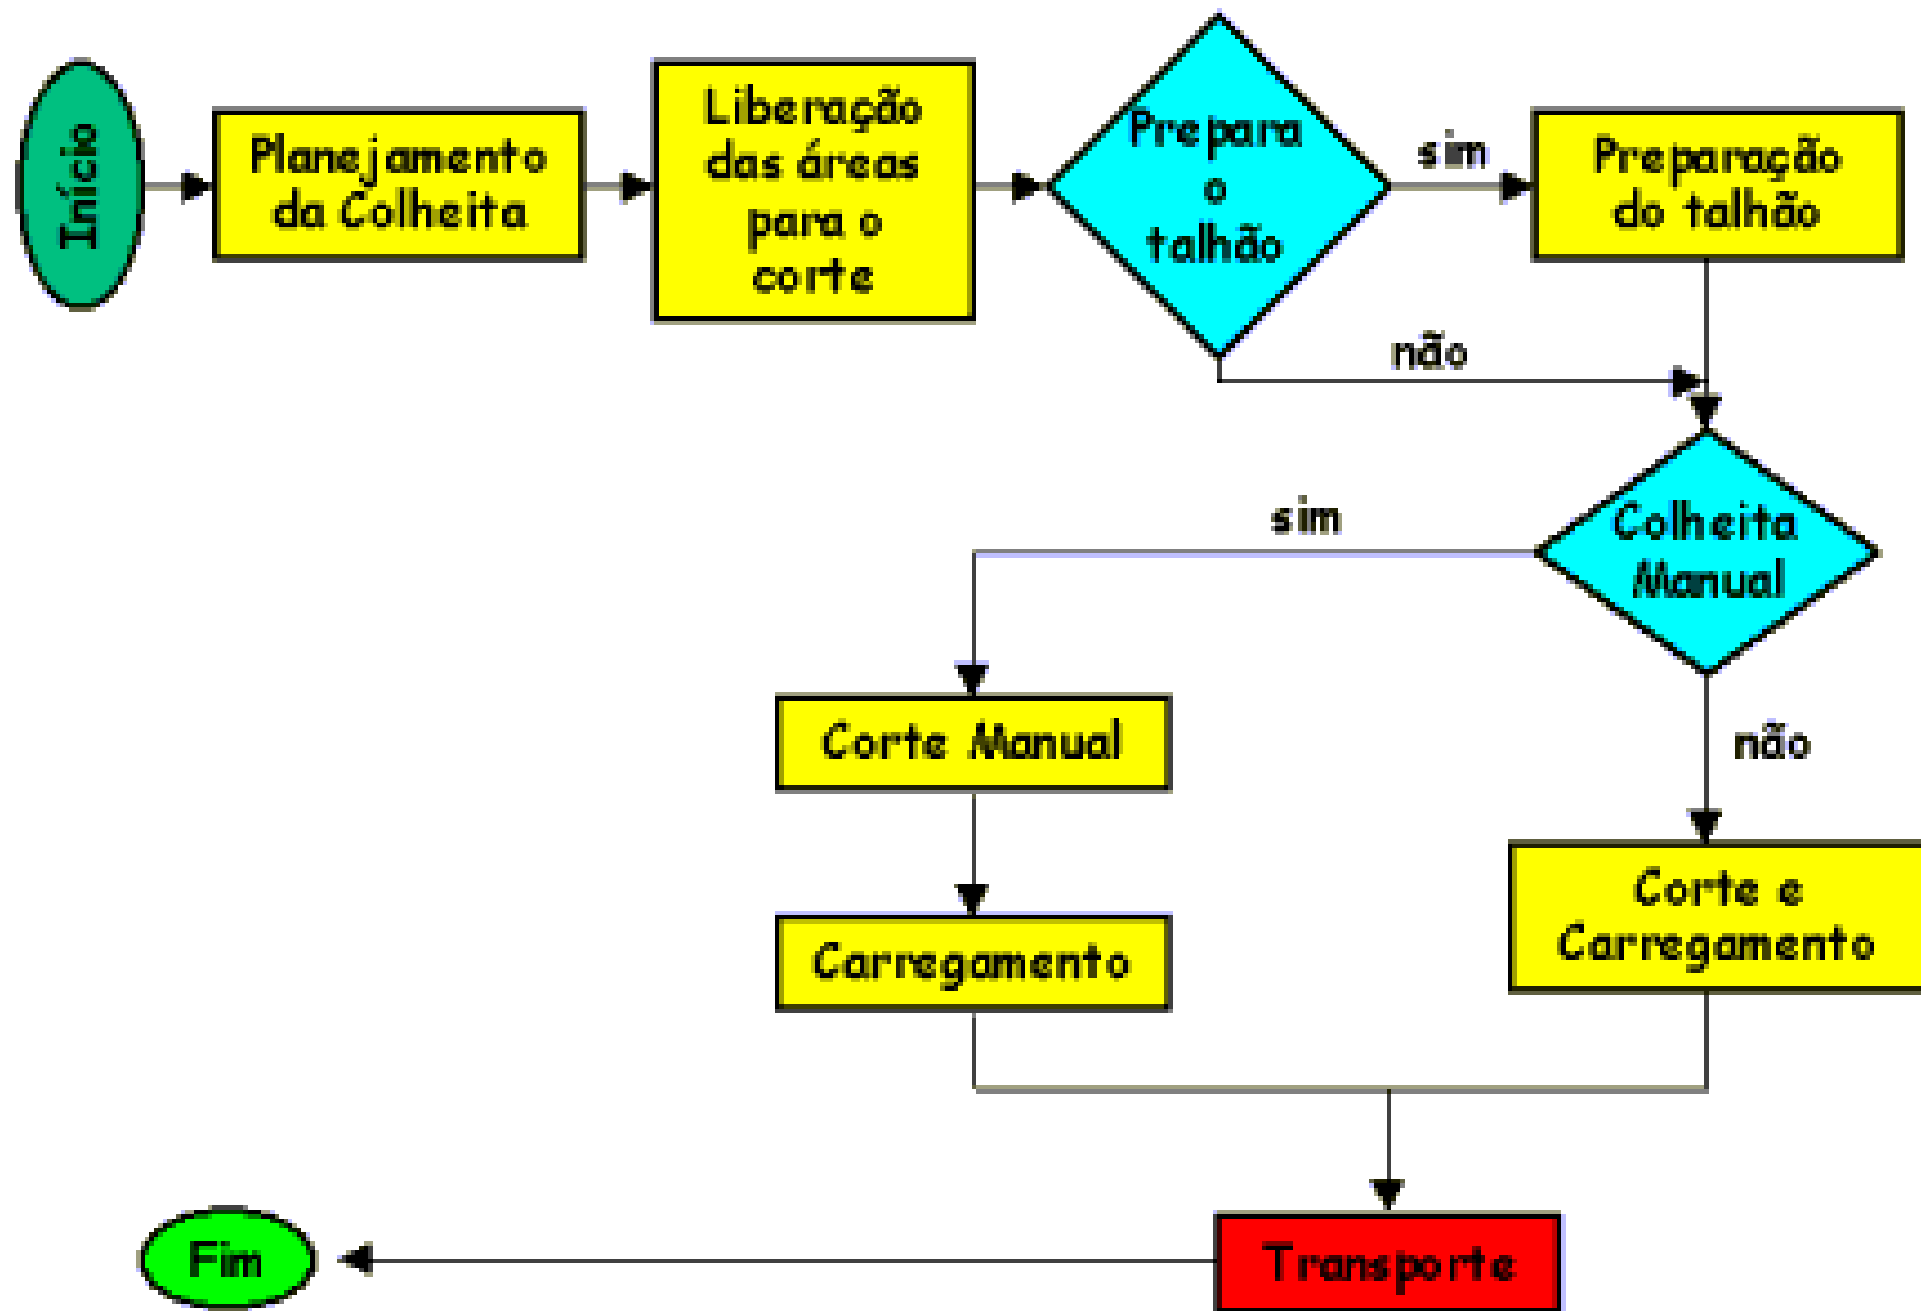 Início
Planejamento
da Colheita
Liberação
das áreas
para o
corte
Prepara
o
talhão
sim
Preparação
do talhão
não
Colheita
Manual
sim
Corte Manual
não
Carregamento
Corte e
Carregamento
Transporte
Fim